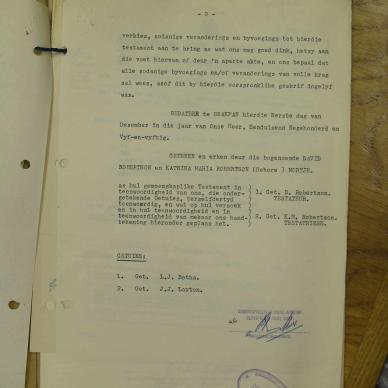 - 2 -
verkies, sodanige veranderings en byvoegings tot hierdie
testament aan te bring as wat ons mag goed dink, hetsy aan
die voet hiervan of deur 'n aparte akte, en ons bepaal dat
alle sodanige byvoegings en/of veranderings van volle krag
sal wees, asof dit by hierdie oorspronklike geskrif ingelyf
was.
GEDATEER te BRAKPAN hierdie Eerste dag van
Desember in die jaar van Onse Heer, Eenduisend Negehonderd en
Vyf-en-vyftig.
GETEKEN en erken deur die bogenoemde DAVID
ROBERTSON en KATRINA MARIA ROBERTSON (Gebore ) NORTJE.
as hul gemeenskaplike Testament in
teenwoordigheid van ons, die onder-
getekende Getuies, terselfdertyd
teenwoordig, en wat op hul versoek
en in hul teenwoordigheid en in
teenwoordigheid van mekaar ons hand-
tekening hieronder geplaas het.
1. Get. D. Robertson.
TESTATEUR.
2. Get. K.M. Robertson.
TESTATRIESE.
GETUIES:
1. Get. L.J. Botha.
2. Get. J.J. Loxton.